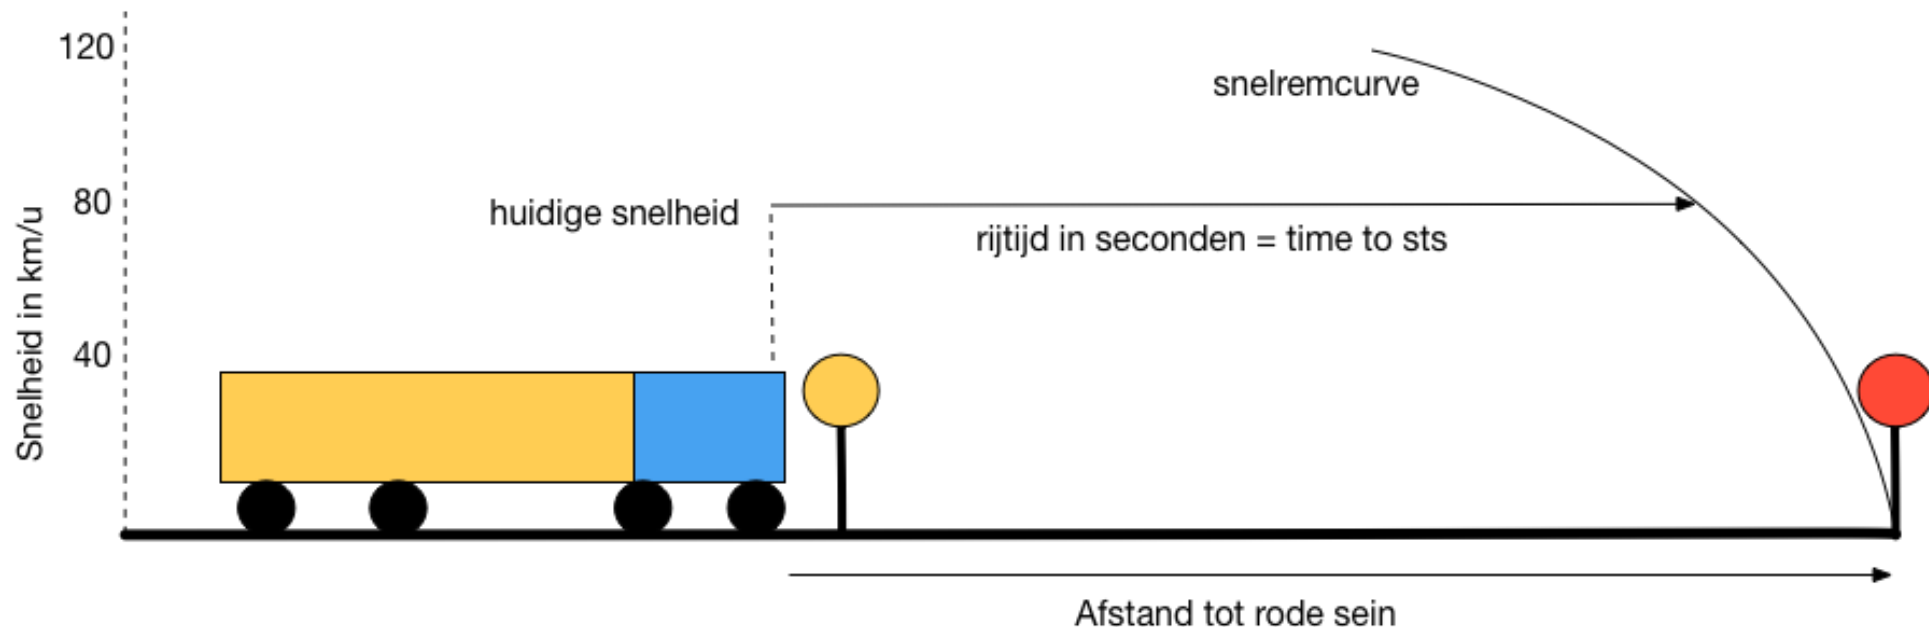 120
snelremcurve
80
huidige snelheid
rijtijd in seconden = time to sts
Snelheid in km/u
40
Afstand tot rode sein